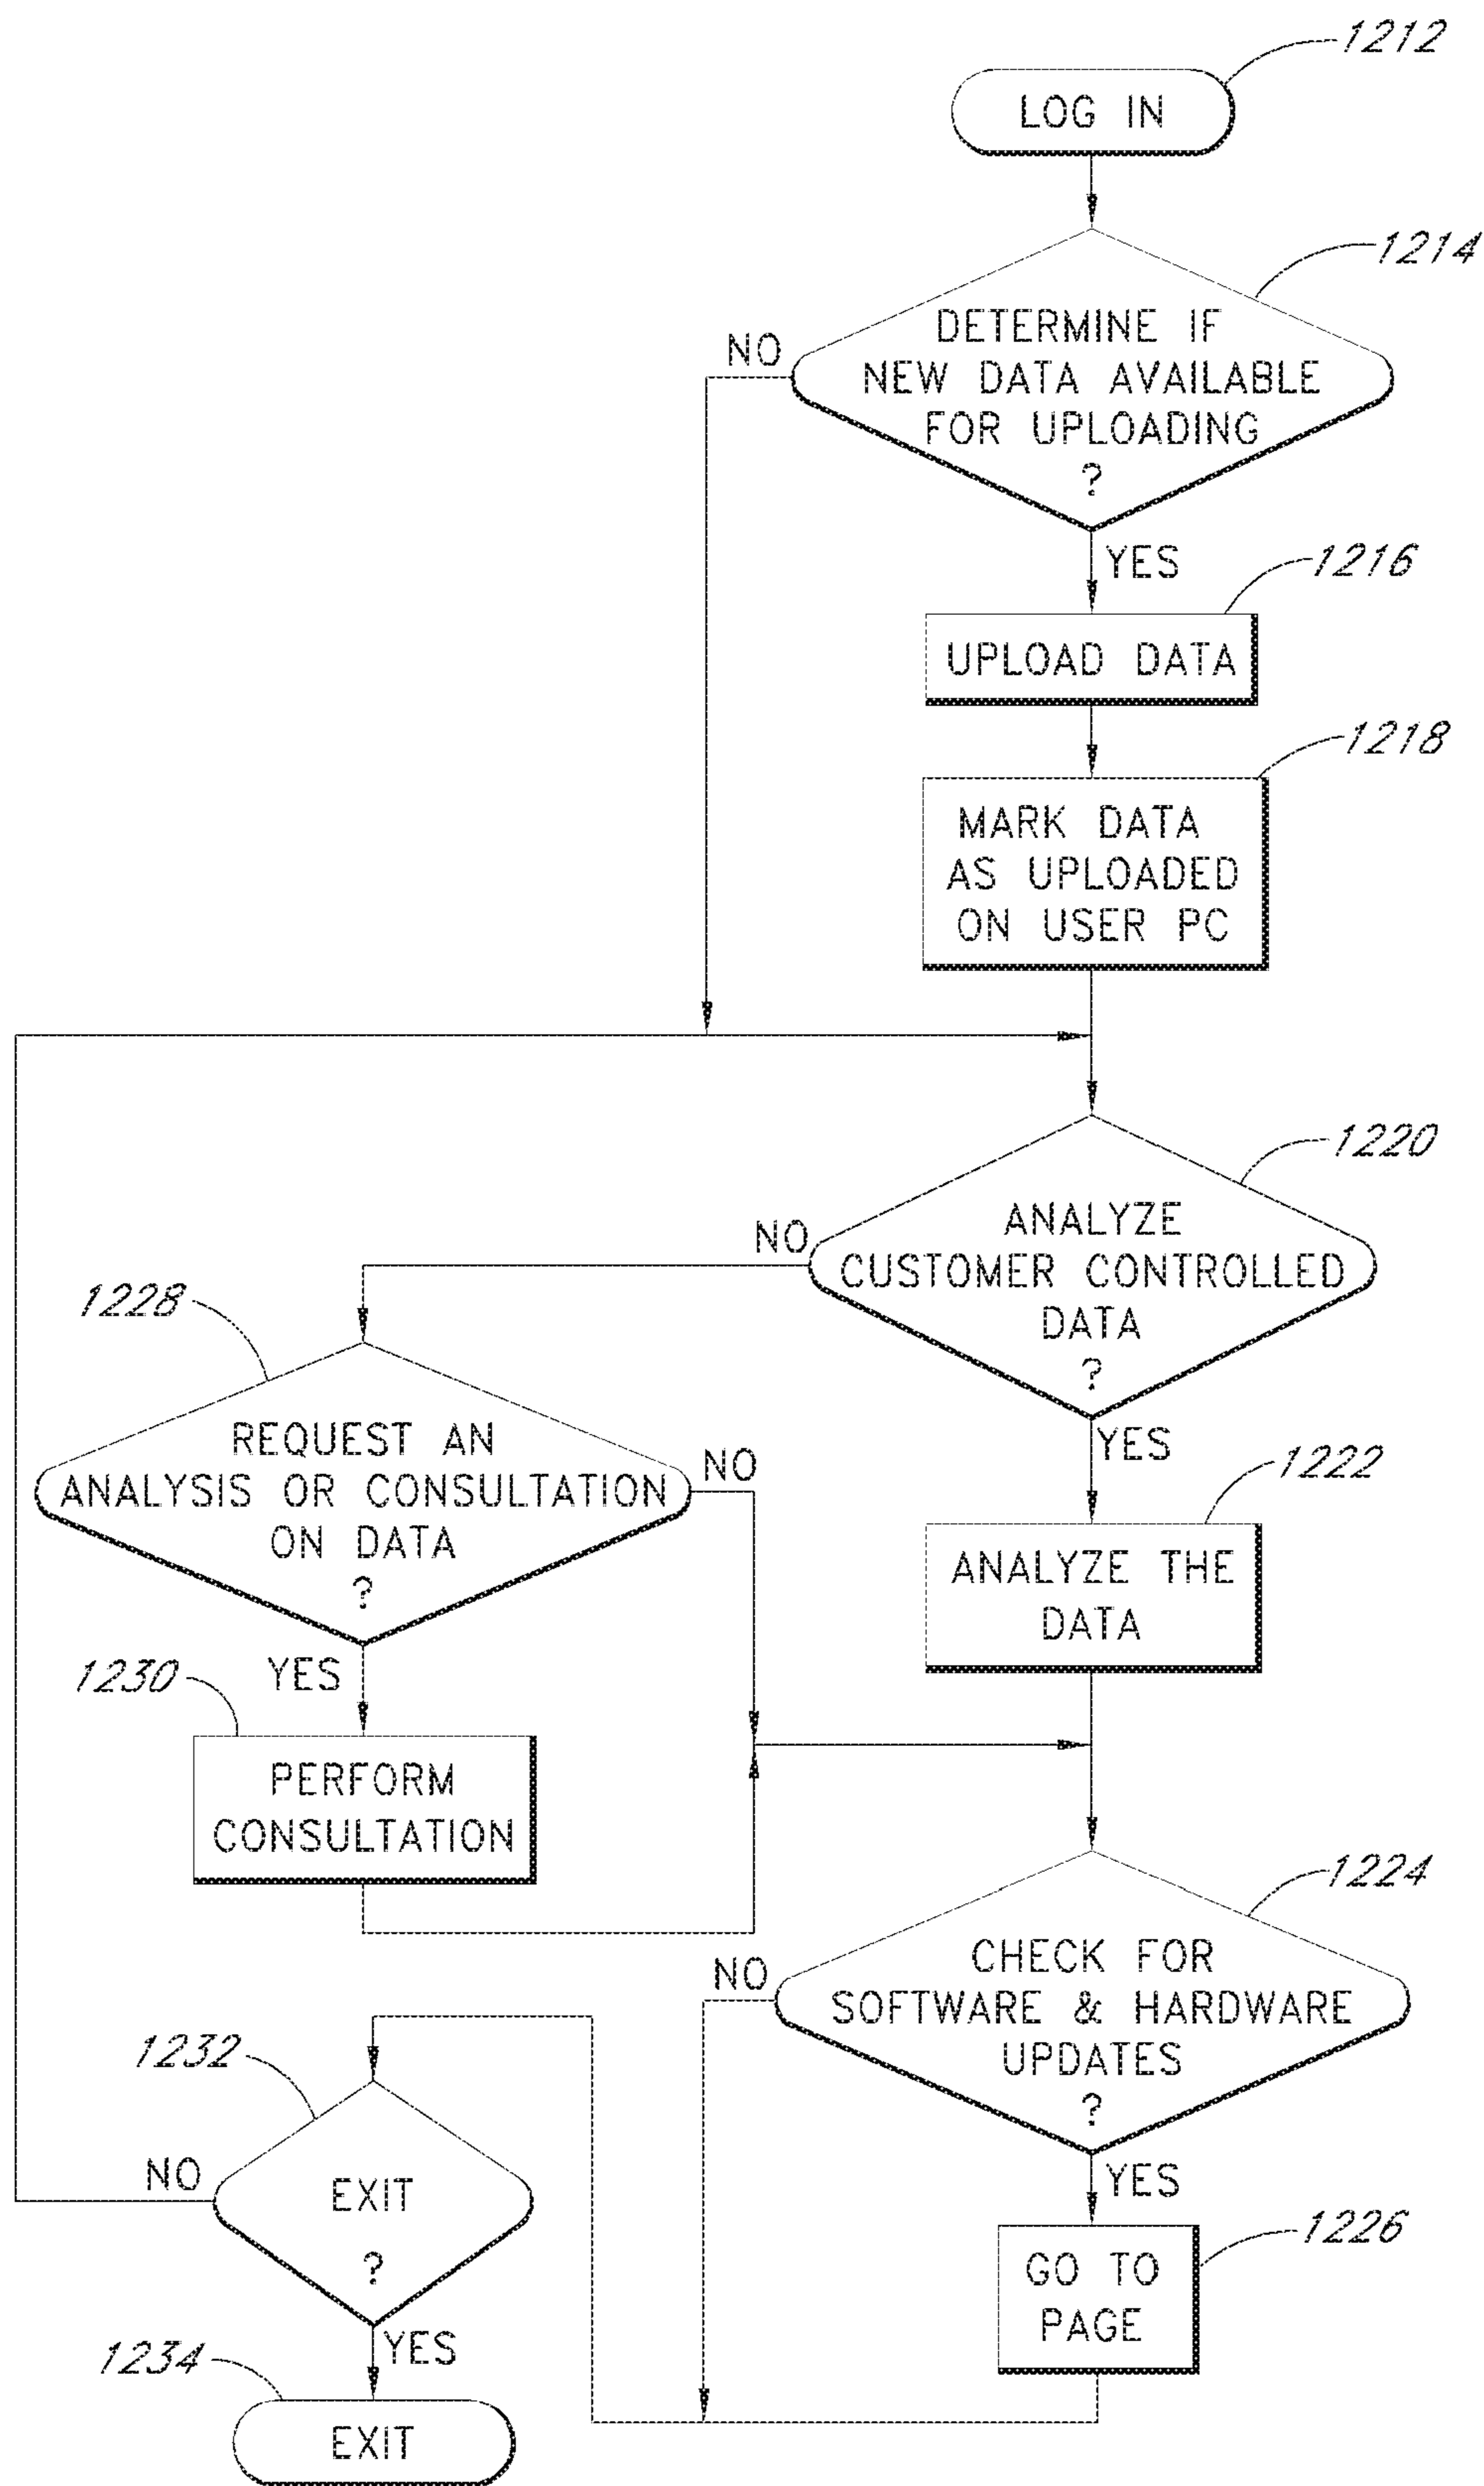 1212
LOG IN
1214
DETERMINE IF
NEW DATA AVAILABLE
FOR UPLOADING
?
NO
YES
1216
UPLOAD DATA
1218
MARK DATA
AS UPLOADED
ON USER PC
1220
ANALYZE
CUSTOMER CONTROLLED
DATA
?
NO
YES
1228
REQUEST AN
ANALYSIS OR CONSULTATION
ON DATA
?
NO
YES
1222
ANALYZE THE
DATA
1230
PERFORM
CONSULTATION
1224
CHECK FOR
SOFTWARE & HARDWARE
UPDATES
?
NO
YES
1226
GO TO
PAGE
1232
EXIT
?
NO
YES
1234
EXIT